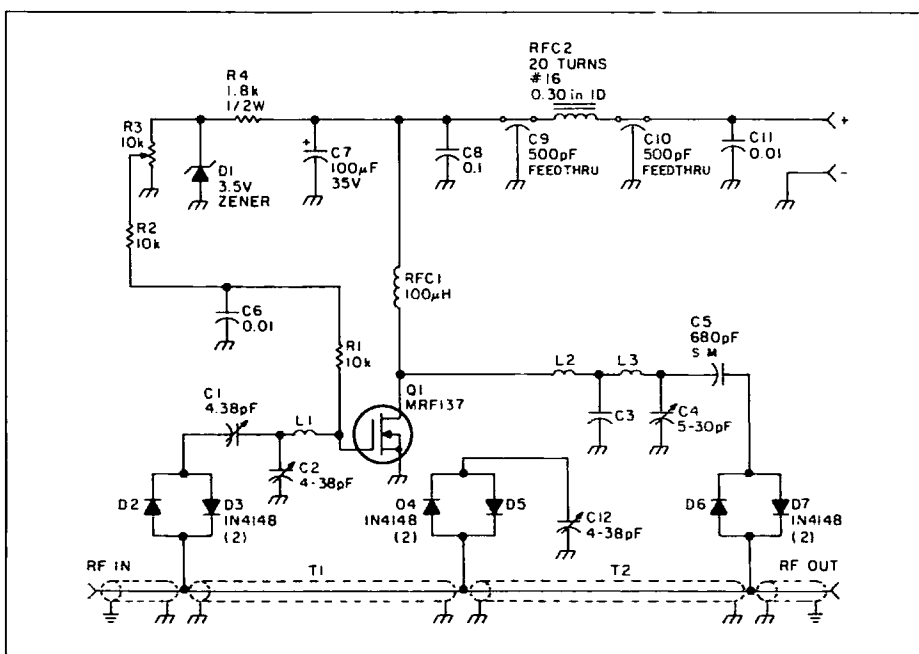 RFC2
20 TURNS
#16
0.30 in ID
R4
1.8k
1/2W
R3
10k
D1
3.5V
ZENER
+
C7
100μF
35V
C8
0.1
C9
500pF
FEEDTHRU
C10
500pF
FEEDTHRU
C11
0.01
+
-
R2
10k
RFC1
100μH
C6
0.01
R1
10k
C5
680pF
S M
L2
L3
Q1
MRF137
C1
4.38pF
L1
C2
4-38pF
C3
C4
5-30pF
D2
D3
1N4148
(2)
D4
1N4148
(2)
D5
C12
4-38pF
D6
D7
1N4148
(2)
RF IN
T1
T2
RF OUT